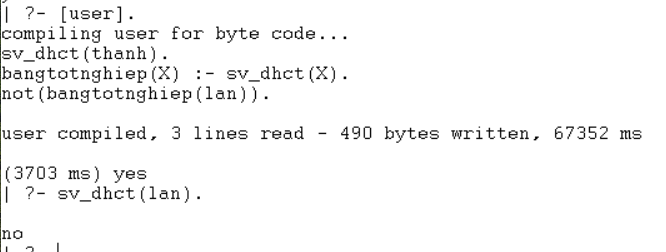 | ?- [user].
compiling user for byte code...
sv_dhct(thanh).
bangtotnghiep(X) :- sv_dhct(X).
not(bangtotnghiep(lan)).
user compiled, 3 lines read - 490 bytes written, 67352 ms
(3703 ms) yes
| ?- sv_dhct(lan).
no